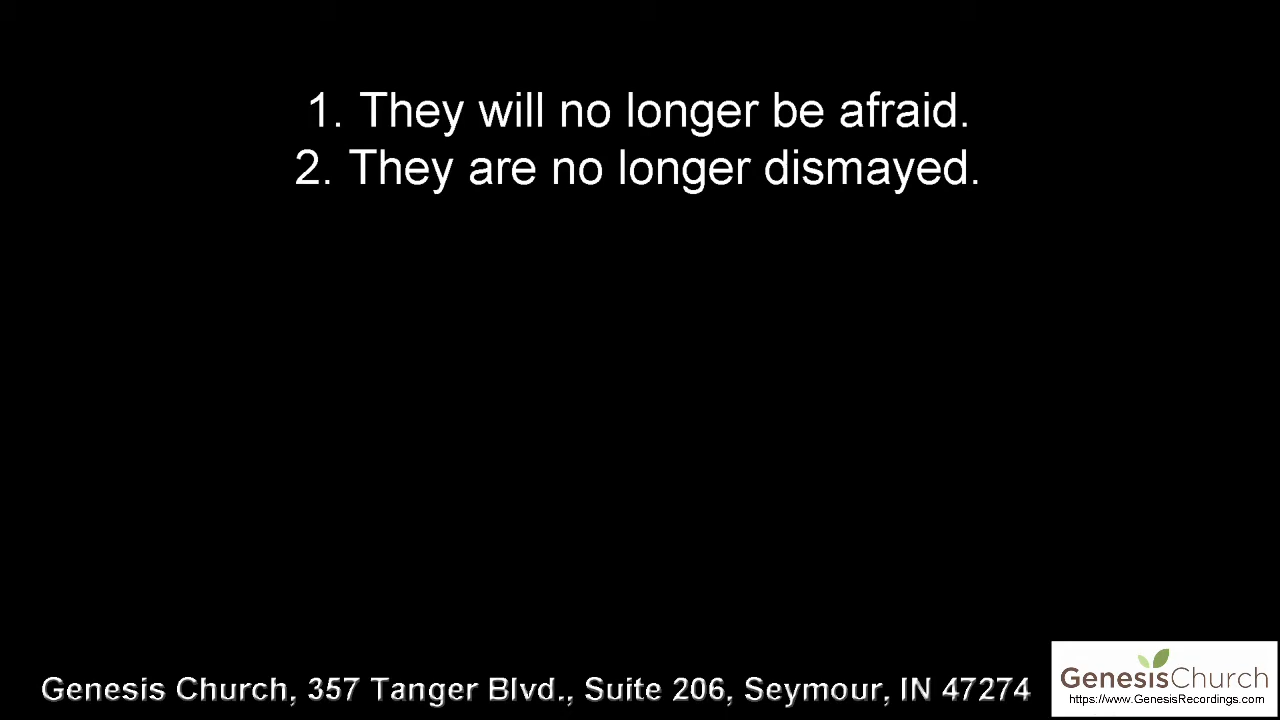 1. They will no longer be afraid.
2. They are no longer dismayed.
Genesis Church, 357 Tanger Blvd., Suite 206, Seymour, IN 47274
GenesisChurch
https://www.GenesisRecordings.com